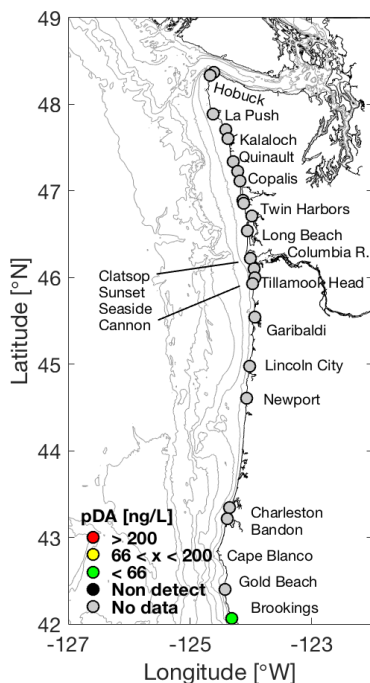 49
48
47
46
45
44
43
42
Latitude [°N]
Hobuck
La Push
Kalaloch
Quinault
Copalis
Twin Harbors
Long Beach
Columbia R.
Clatsop
Sunset
Seaside
Cannon
Tillamook Head
Garibaldi
Lincoln City
Newport
Charleston
Bandon
Cape Blanco
Gold Beach
Brookings
pDA [ng/L]
> 200
66 < x < 200
< 66
Non detect
No data
-127
-125
-123
Longitude [°W]